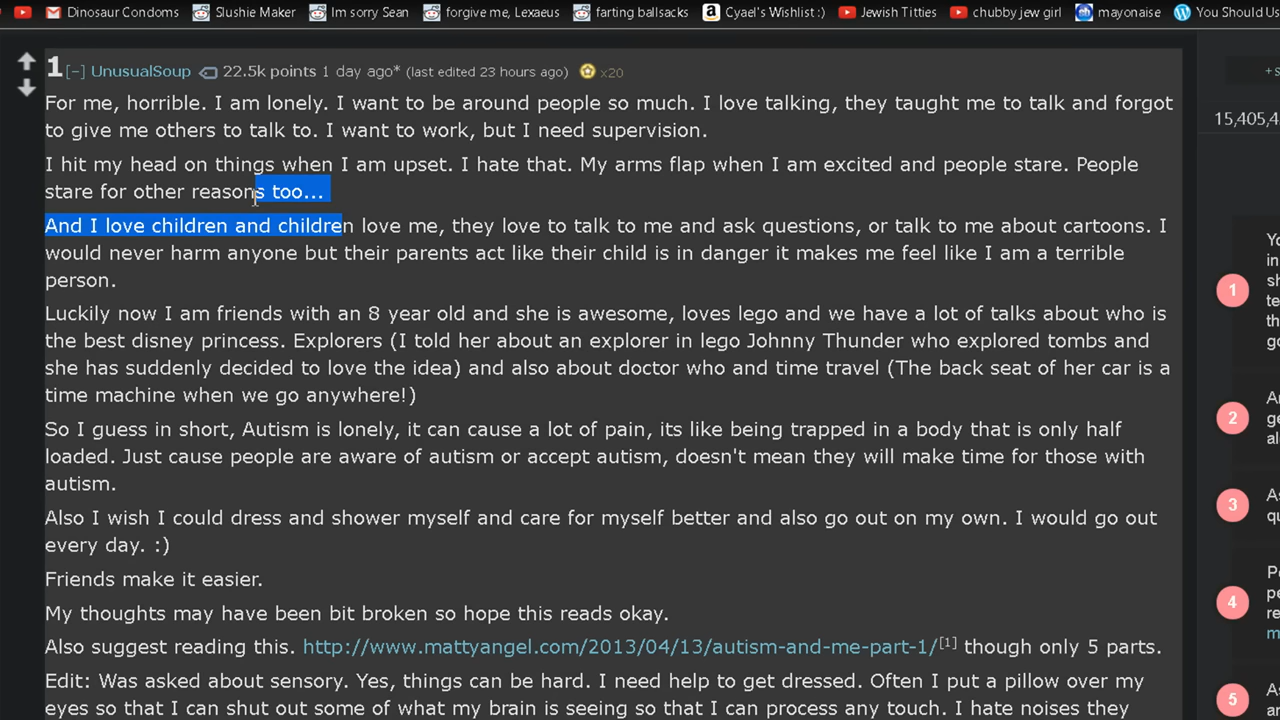 Dinosaur Condoms Slushie Maker Im sorry Sean forgive me, Lexaeus farting ballsacks Cyael's Wishlist :) Jewish Titties chubby jew girl mayonaise You Should Us
1 [-] UnusualSoup 22.5k points 1 day ago* (last edited 23 hours ago) x20
For me, horrible. I am lonely. I want to be around people so much. I love talking, they taught me to talk and forgot
to give me others to talk to. I want to work, but I need supervision.
I hit my head on things when I am upset. I hate that. My arms flap when I am excited and people stare. People
stare for other reasons too...
And I love children and children love me, they love to talk to me and ask questions, or talk to me about cartoons. I
would never harm anyone but their parents act like their child is in danger it makes me feel like I am a terrible
person.
Luckily now I am friends with an 8 year old and she is awesome, loves lego and we have a lot of talks about who is
the best disney princess. Explorers (I told her about an explorer in lego Johnny Thunder who explored tombs and
she has suddenly decided to love the idea) and also about doctor who and time travel (The back seat of her car is a
time machine when we go anywhere!)
So I guess in short, Autism is lonely, it can cause a lot of pain, its like being trapped in a body that is only half
loaded. Just cause people are aware of autism or accept autism, doesn't mean they will make time for those with
autism.
Also I wish I could dress and shower myself and care for myself better and also go out on my own. I would go out
every day. :)
Friends make it easier.
My thoughts may have been bit broken so hope this reads okay.
Also suggest reading this. http://www.mattyangel.com/2013/04/13/autism-and-me-part-1/[1] though only 5 parts.
Edit: Was asked about sensory. Yes, things can be hard. I need help to get dressed. Often I put a pillow over my
eyes so that I can shut out some of what my brain is seeing so that I can process any touch. I hate noises they
+s
15,405,4
1
2
3
4
5